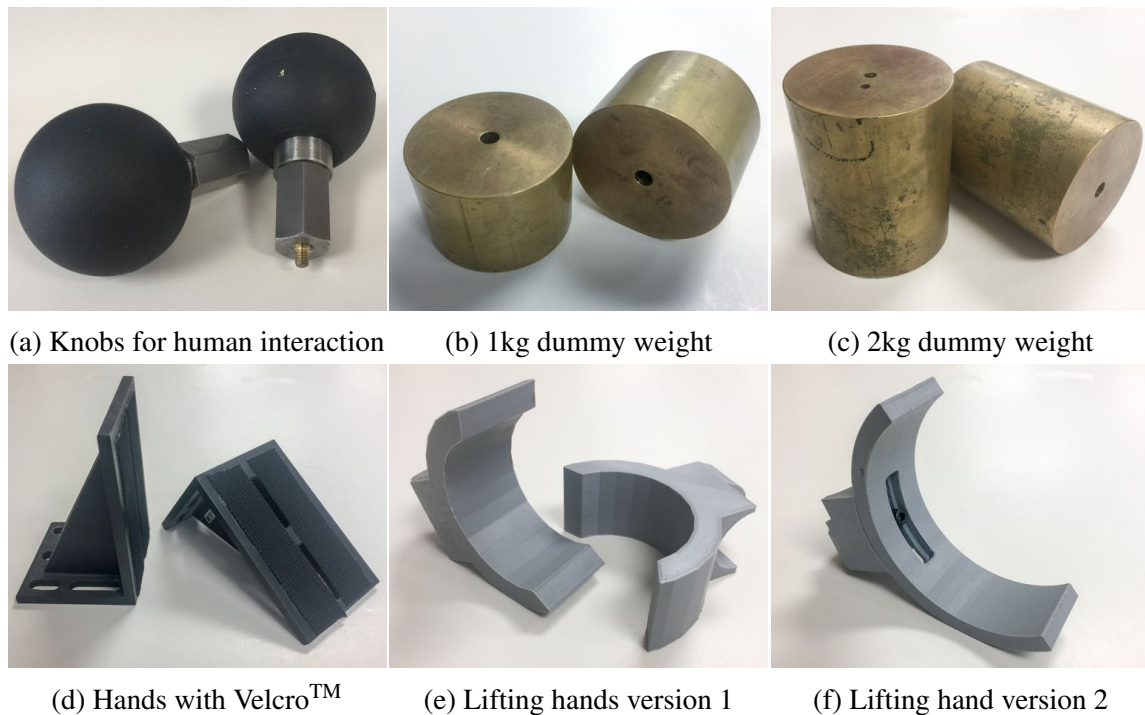 (a) Knobs for human interaction
(b) 1kg dummy weight
(c) 2kg dummy weight
(d) Hands with Velcro™
(e) Lifting hands version 1
(f) Lifting hand version 2